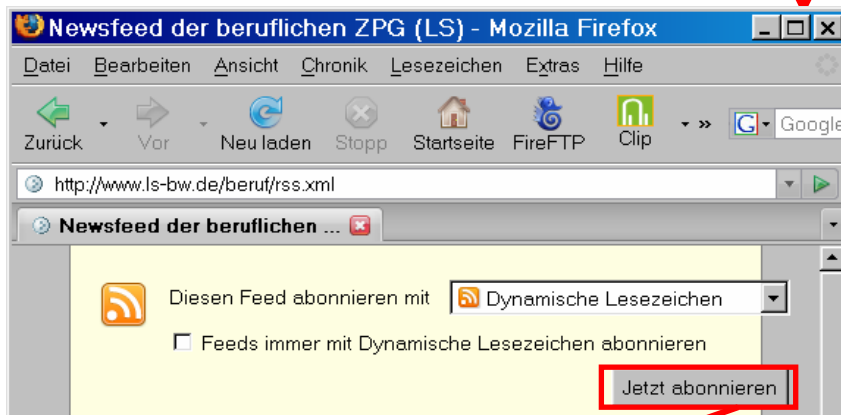 Newsfeed der beruflichen ZPG (LS) - Mozilla Firefox
Datei Bearbeiten Ansicht Chronik Lesezeichen Extras Hilfe
Zurück Vor Neu laden Stopp Startseite FireFTP Clip » G Google
http://www.ls-bw.de/beruf/rss.xml
Newsfeed der beruflichen ...
Diesen Feed abonnieren mit Dynamische Lesezeichen
Feeds immer mit Dynamische Lesezeichen abonnieren
Jetzt abonnieren